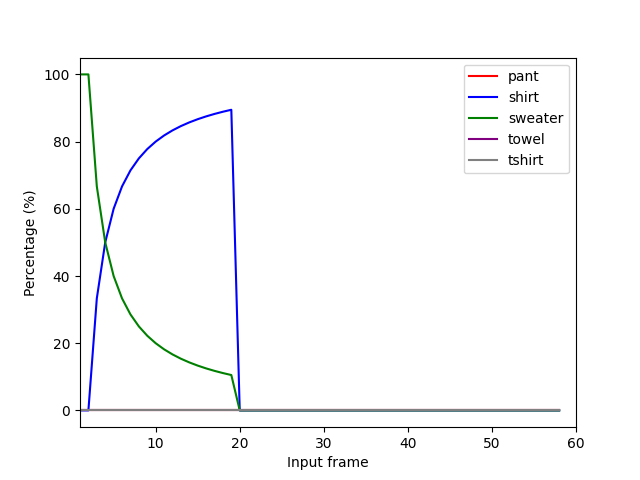 100
80
60
40
20
0
Percentage (%)
pant
shirt
sweater
towel
tshirt
10 20 30 40 50 60
Input frame